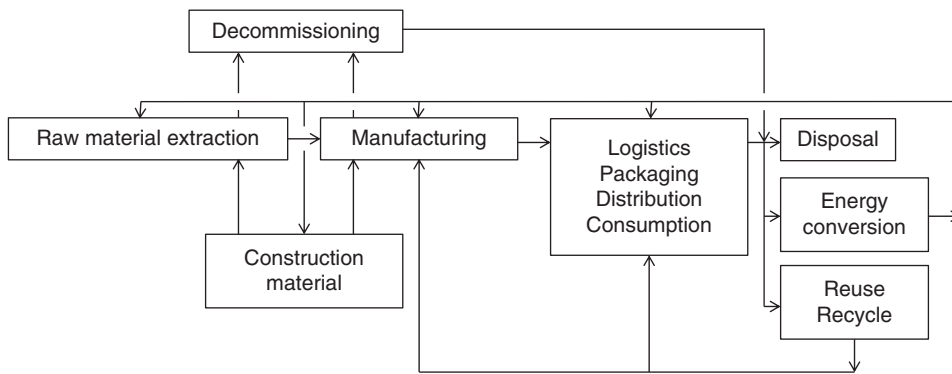 Decommissioning
Raw material extraction
Manufacturing
Logistics
Packaging
Distribution
Consumption
Disposal
Energy
conversion
Construction
material
Reuse
Recycle